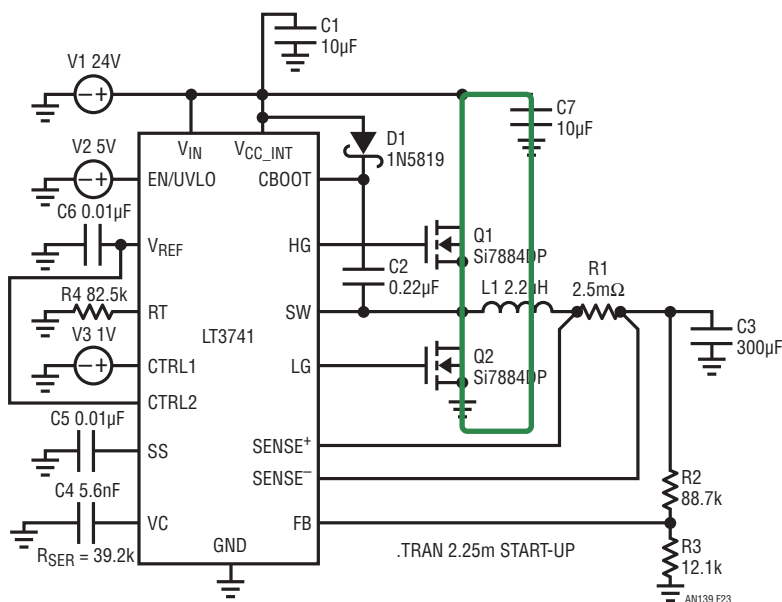 C1
10µF
V1 24V
C7
10µF
VIN
VCC_INT
D1
1N5819
V2 5V
EN/UVLO
CBOOT
C6 0.01µF
VREF
HG
Q1
Si7884DP
C2
0.22µF
L1 2.2µH
R1
2.5mΩ
R4 82.5k
RT
SW
LT3741
C3
300µF
V3 1V
CTRL1
LG
Q2
Si7884DP
CTRL2
C5 0.01µF
SS
SENSE+
SENSE−
C4 5.6nF
R2
88.7k
VC
FB
RSER = 39.2k
GND
.TRAN 2.25m START-UP
R3
12.1k
AN139 F23